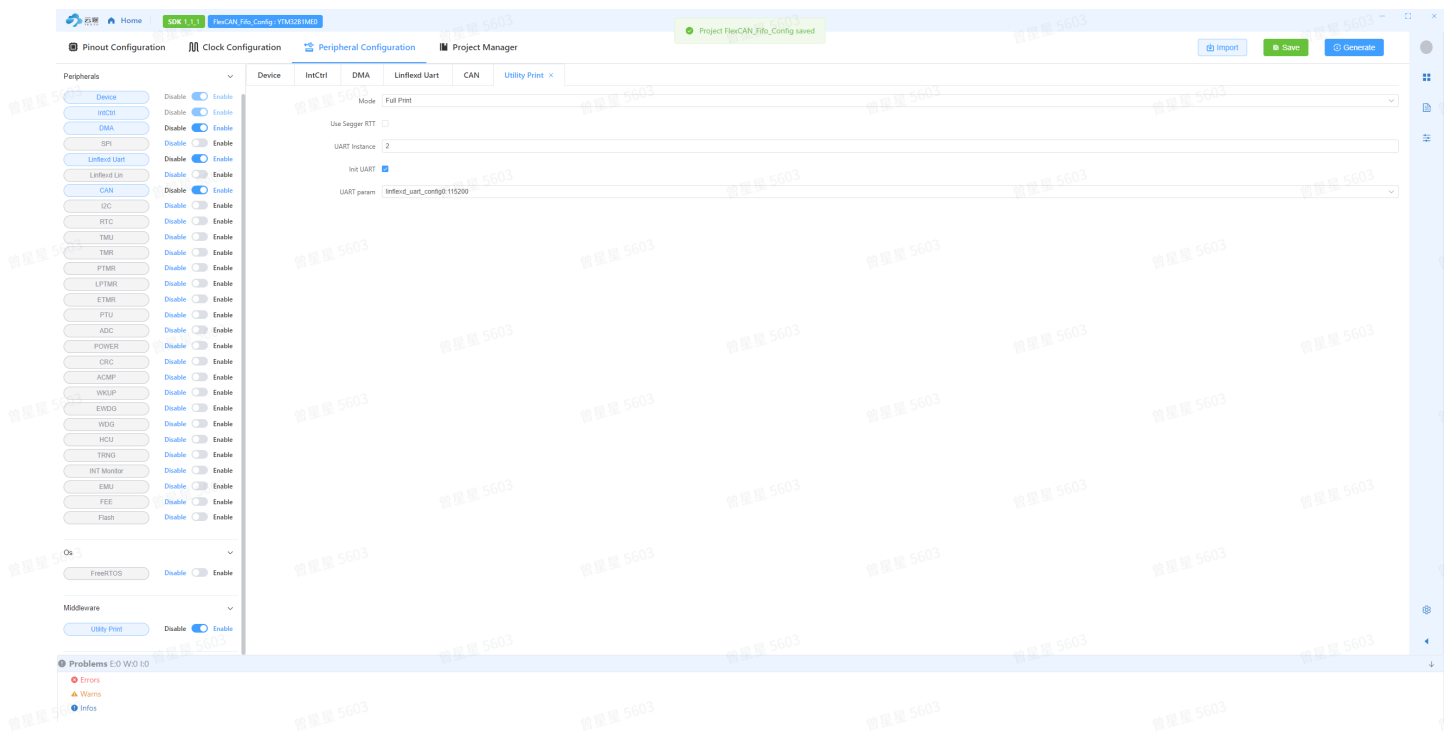 云途 Home SDK 1_1_1 FlexCAN_Fifo_Config : YTM32B1ME0
Project FlexCAN_Fifo_Config saved
Pinout Configuration Clock Configuration Peripheral Configuration Project Manager Import Save Generate
Peripherals
Device IntCtrl DMA Linflexd Uart CAN Utility Print ×
Device Disable Enable
IntCtrl Disable Enable
DMA Disable Enable
SPI Disable Enable
Linflexd Uart Disable Enable
Linflexd Lin Disable Enable
CAN Disable Enable
I2C Disable Enable
RTC Disable Enable
TMU Disable Enable
TMR Disable Enable
PTMR Disable Enable
LPTMR Disable Enable
ETMR Disable Enable
PTU Disable Enable
ADC Disable Enable
POWER Disable Enable
CRC Disable Enable
ACMP Disable Enable
WKUP Disable Enable
EWDG Disable Enable
WDG Disable Enable
HCU Disable Enable
TRNG Disable Enable
INT Monitor Disable Enable
EMU Disable Enable
FEE Disable Enable
Flash Disable Enable
Os
FreeRTOS Disable Enable
Middleware
Utility Print Disable Enable
Mode Full Print
Use Segger RTT
UART Instance 2
Init UART
UART param linflexd_uart_config0:115200
Problems E:0 W:0 I:0
Errors
Warns
Infos
曾星星 5603